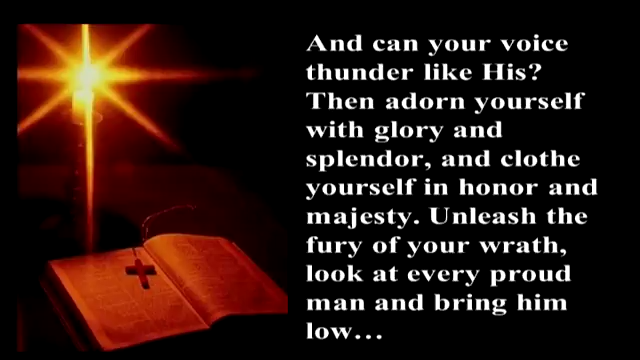 And can your voice
thunder like His?
Then adorn yourself
with glory and
splendor, and clothe
yourself in honor and
majesty. Unleash the
fury of your wrath,
look at every proud
man and bring him
low...